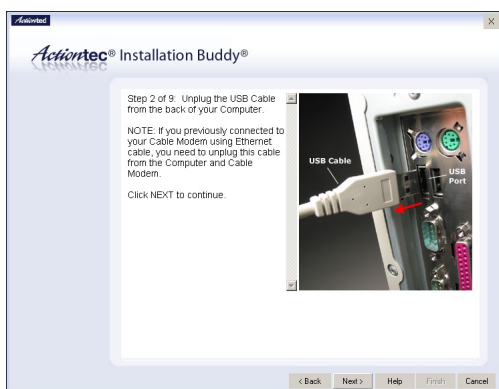 Actiontec
X
Actiontec® Installation Buddy®
Step 2 of 9: Unplug the USB Cable
from the back of your Computer.
NOTE: If you previously connected to
your Cable Modem using Ethernet
cable, you need to unplug this cable
from the Computer and Cable
Modem.
Click NEXT to continue.
USB Cable
USB
Port
< Back Next > Help Finish Cancel